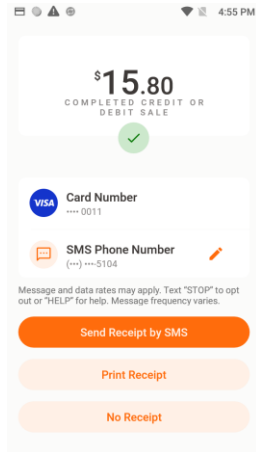 4:55 PM
$15.80
COMPLETED CREDIT OR
DEBIT SALE
VISA
Card Number
•••• 0011
SMS Phone Number
(•••) •••-5104
Message and data rates may apply. Text “STOP” to opt
out or “HELP” for help. Message frequency varies.
Send Receipt by SMS
Print Receipt
No Receipt